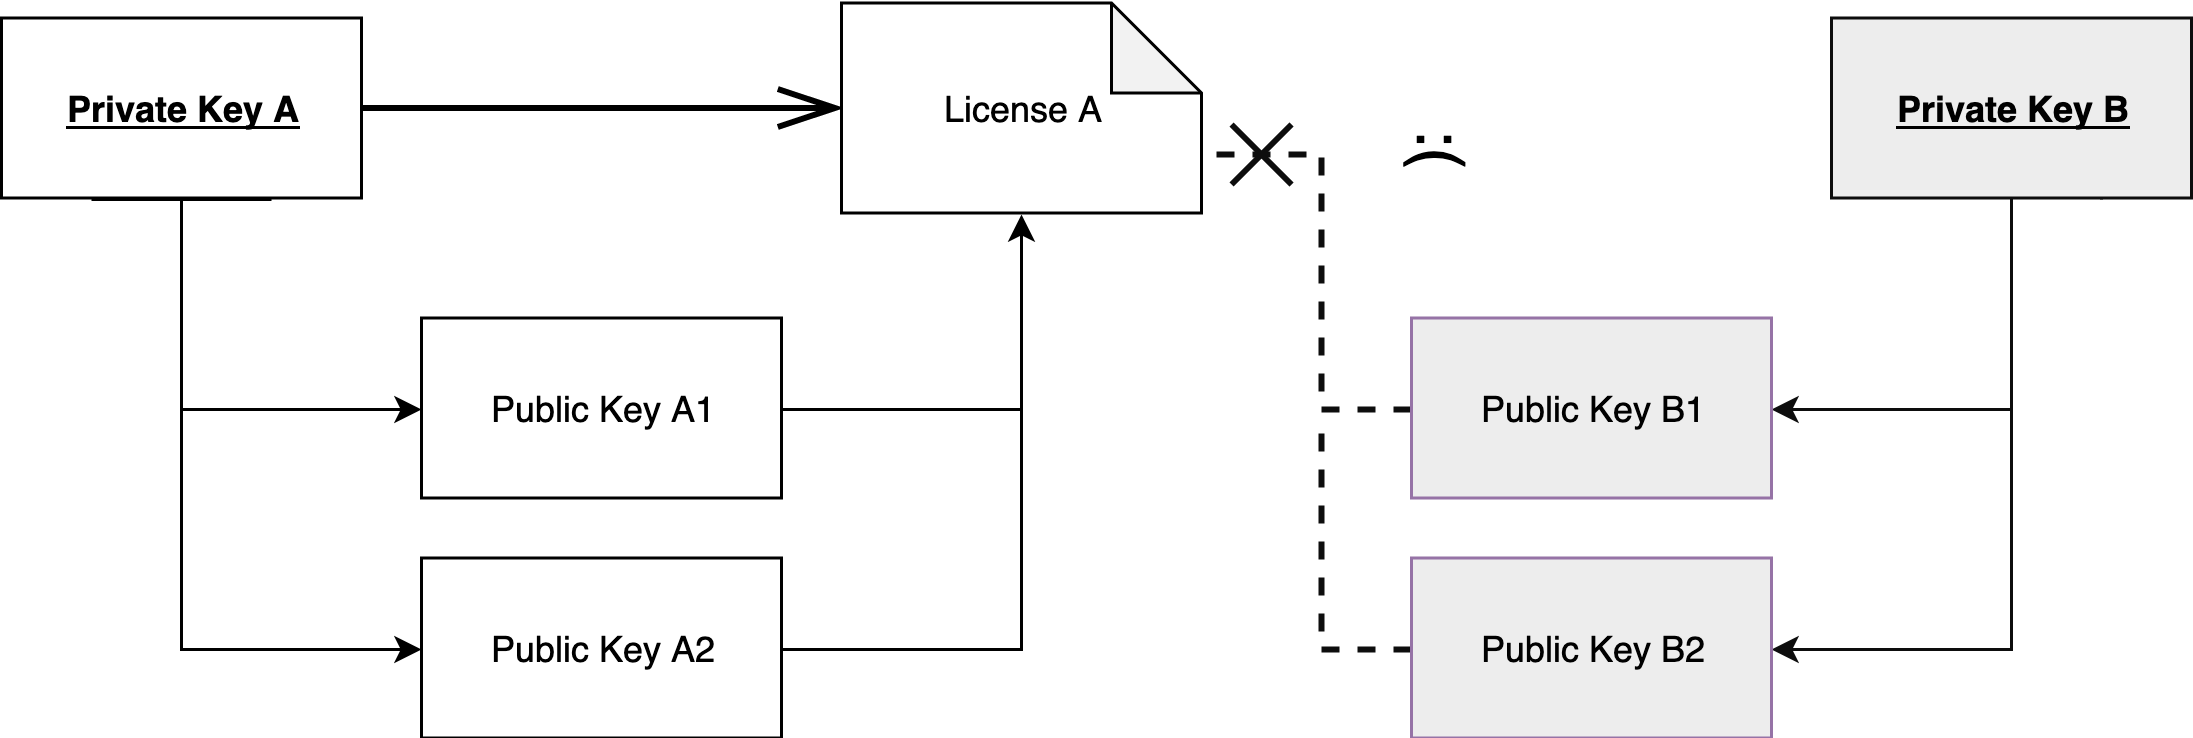 Private Key A
License A
Private Key B
Public Key A1
Public Key B1
Public Key A2
Public Key B2